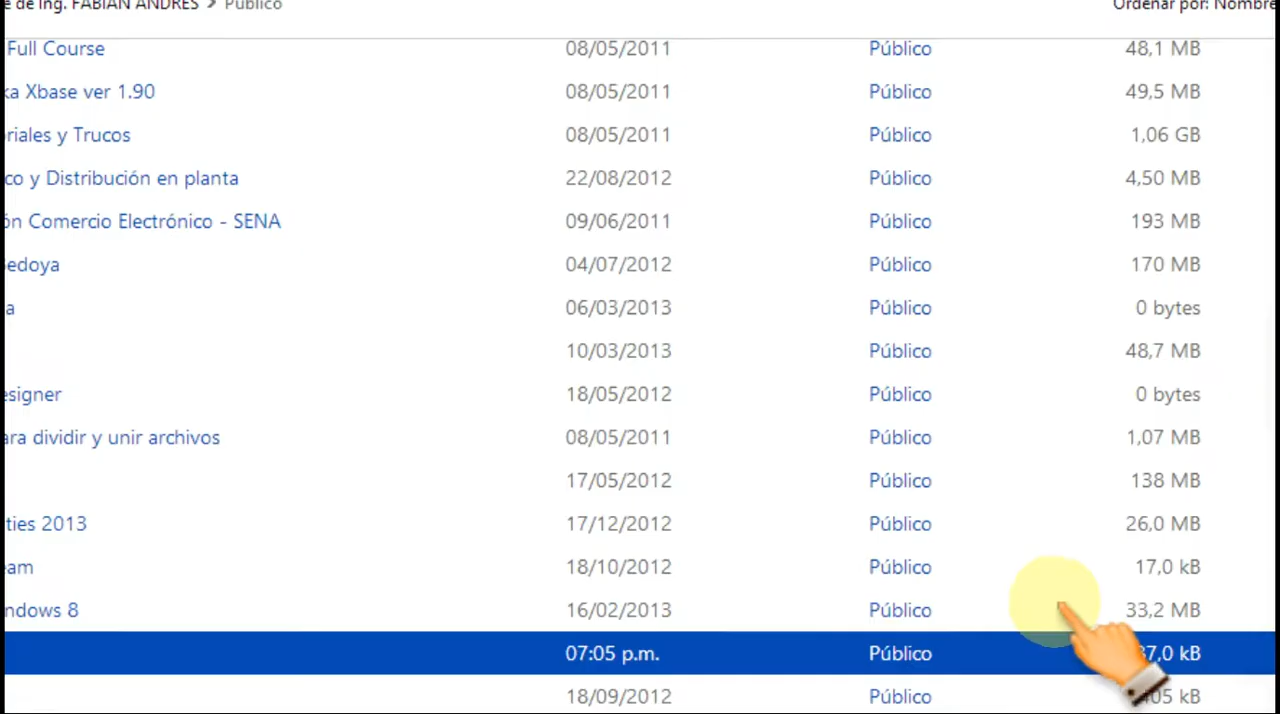 e de Ing. FABIAN ANDRES > Público Ordenar por: Nombre
Full Course 08/05/2011 Público 48,1 MB
ka Xbase ver 1.90 08/05/2011 Público 49,5 MB
riales y Trucos 08/05/2011 Público 1,06 GB
co y Distribución en planta 22/08/2012 Público 4,50 MB
ón Comercio Electrónico - SENA 09/06/2011 Público 193 MB
edoya 04/07/2012 Público 170 MB
a 06/03/2013 Público 0 bytes
10/03/2013 Público 48,7 MB
esigner 18/05/2012 Público 0 bytes
ara dividir y unir archivos 08/05/2011 Público 1,07 MB
17/05/2012 Público 138 MB
ties 2013 17/12/2012 Público 26,0 MB
eam 18/10/2012 Público 17,0 kB
ndows 8 16/02/2013 Público 33,2 MB
07:05 p.m. Público 37,0 kB
18/09/2012 Público 05 kB